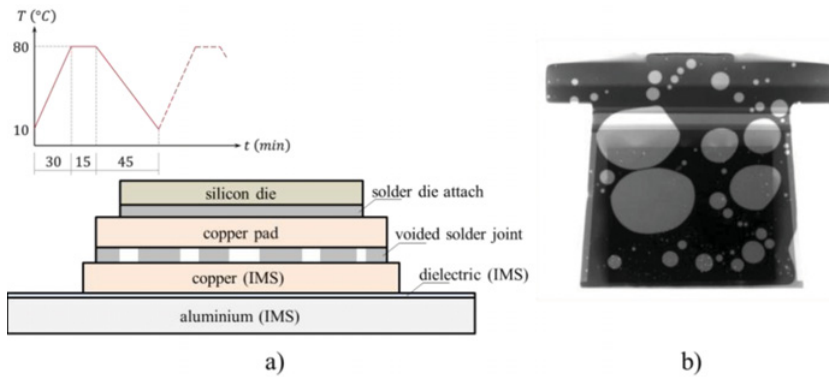 T (°C)
80
10
30 15 45
t (min)
silicon die
solder die attach
copper pad
voided solder joint
copper (IMS)
dielectric (IMS)
aluminium (IMS)
a)
b)